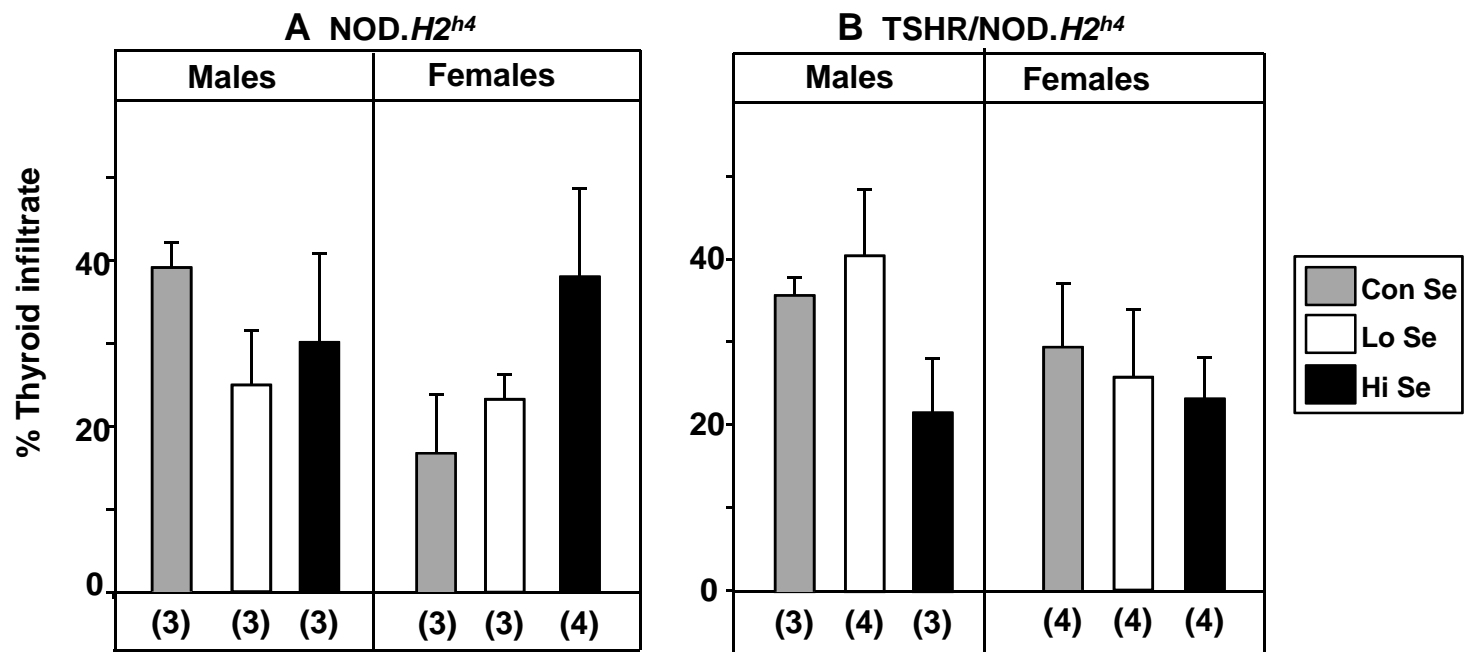 A NOD.H2h4
B TSHR/NOD.H2h4
Males
Females
Males
Females
% Thyroid infiltrate
40
20
0
40
20
0
(3)
(3)
(3)
(3)
(3)
(4)
(3)
(4)
(3)
(4)
(4)
(4)
Con Se
Lo Se
Hi Se